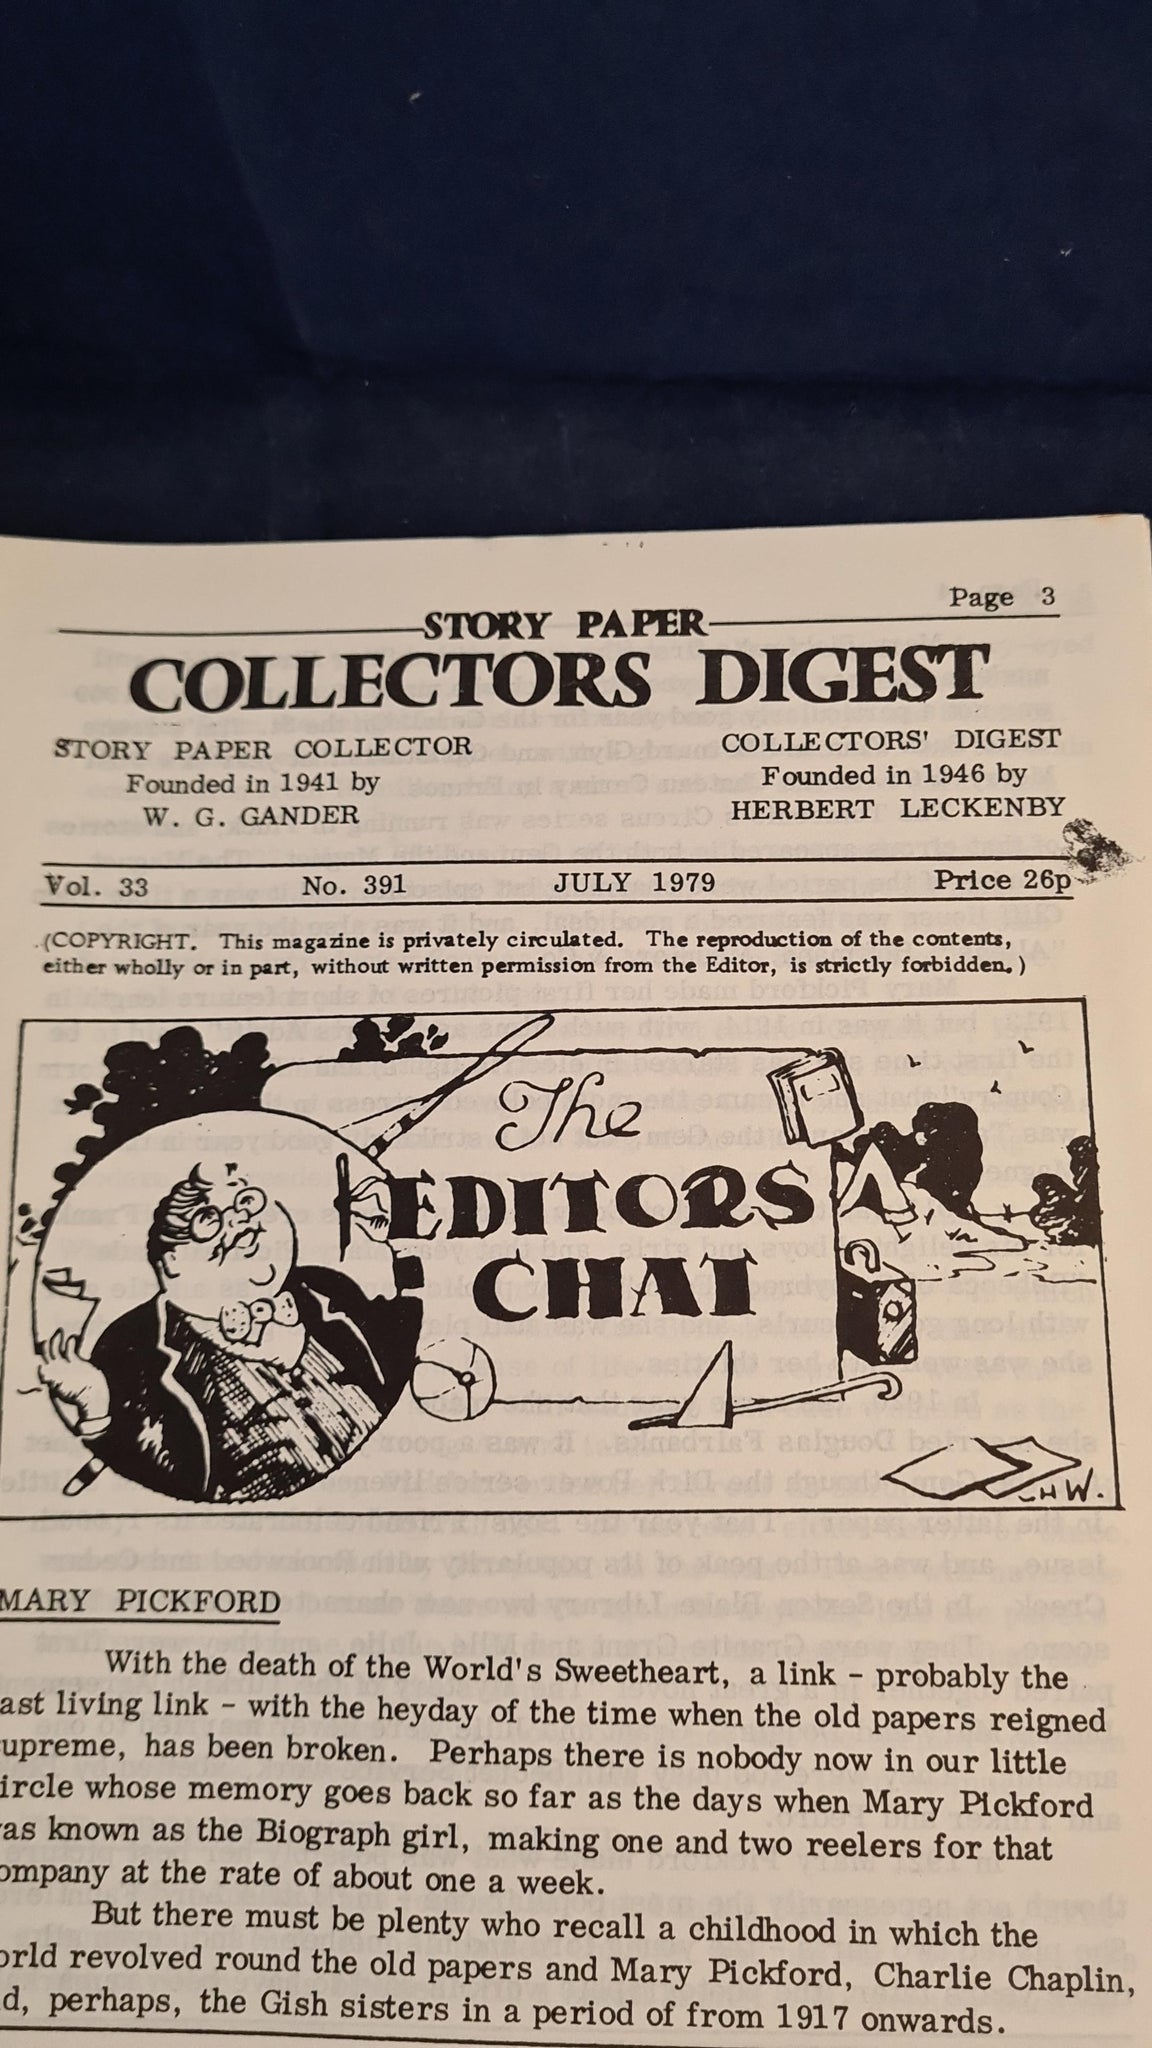 Page 3
STORY PAPER
COLLECTORS DIGEST
STORY PAPER COLLECTOR
Founded in 1941 by
W. G. GANDER
COLLECTORS' DIGEST
Founded in 1946 by
HERBERT LECKENBY
Vol. 33 No. 391 JULY 1979 Price 26p
(COPYRIGHT. This magazine is privately circulated. The reproduction of the contents,
either wholly or in part, without written permission from the Editor, is strictly forbidden.)
The
EDITORS
CHAT
HW.
MARY PICKFORD
With the death of the World's Sweetheart, a link - probably the
ast living link - with the heyday of the time when the old papers reigned
upreme, has been broken. Perhaps there is nobody now in our little
ircle whose memory goes back so far as the days when Mary Pickford
as known as the Biograph girl, making one and two reelers for that
ompany at the rate of about one a week.
But there must be plenty who recall a childhood in which the
orld revolved round the old papers and Mary Pickford, Charlie Chaplin,
d, perhaps, the Gish sisters in a period of from 1917 onwards.